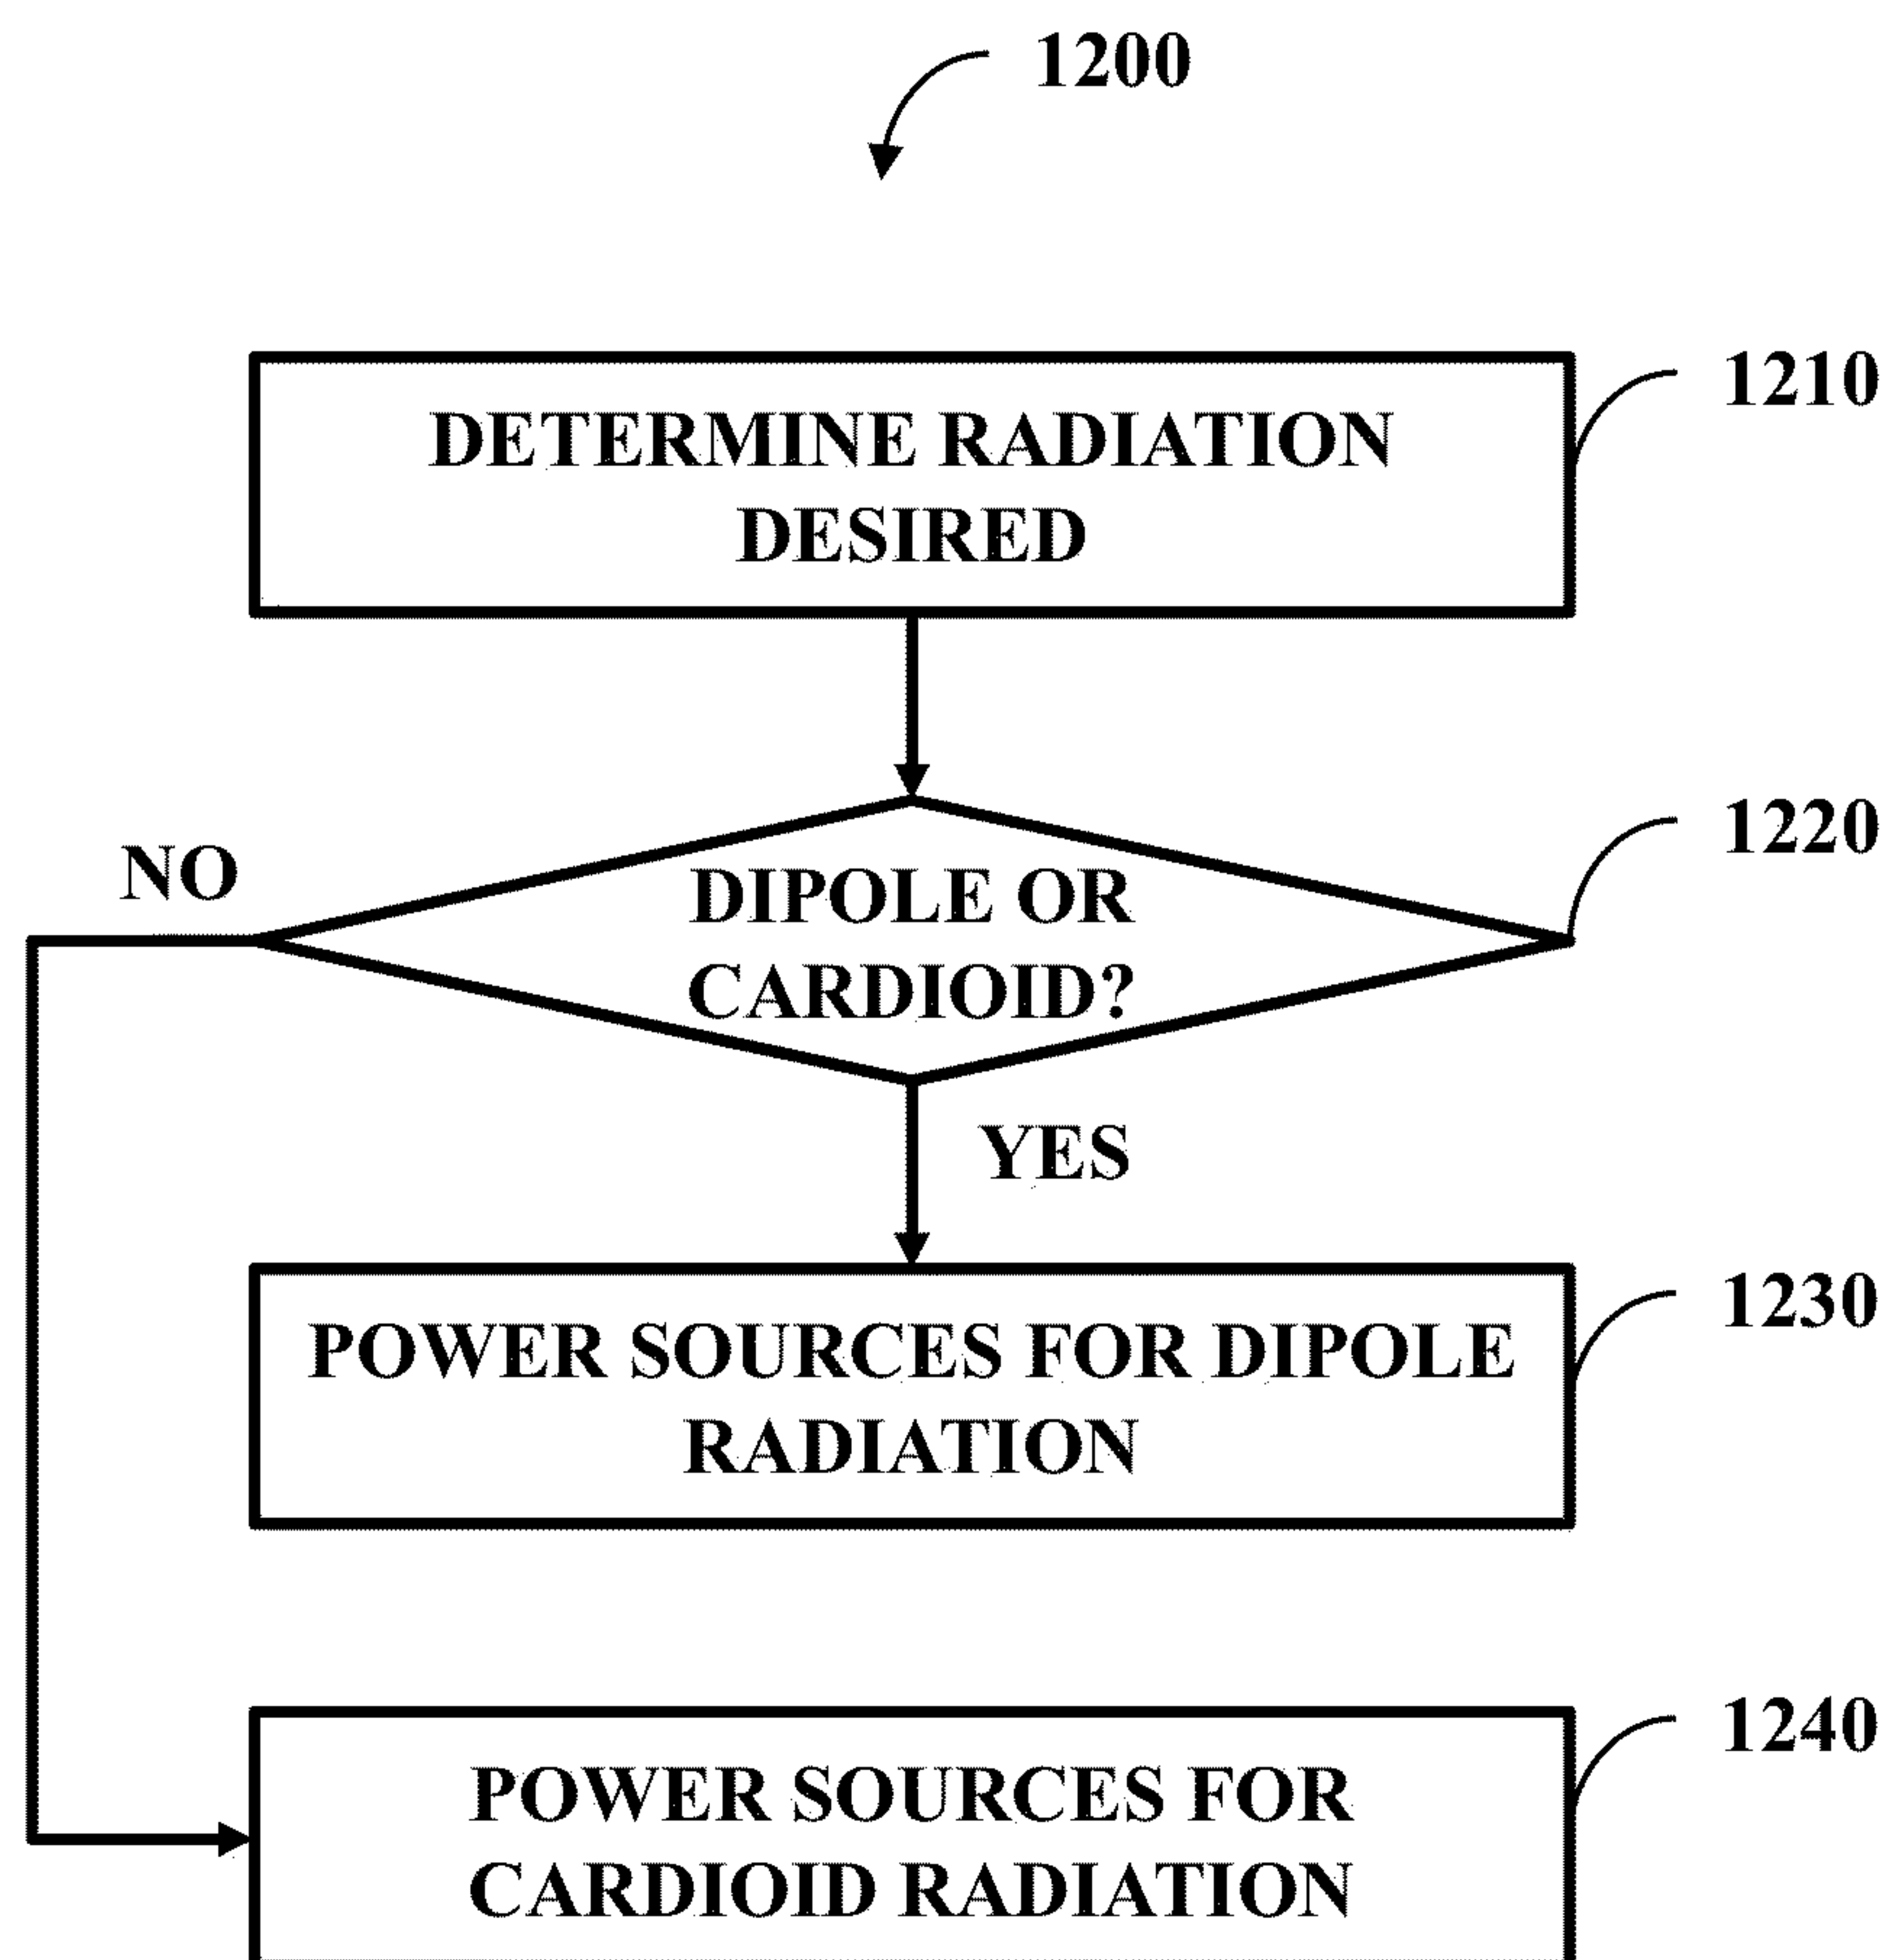 1200
DETERMINE RADIATION
DESIRED
1210
DIPOLE OR
CARDIOID?
1220
NO
YES
POWER SOURCES FOR DIPOLE
RADIATION
1230
POWER SOURCES FOR
CARDIOID RADIATION
1240